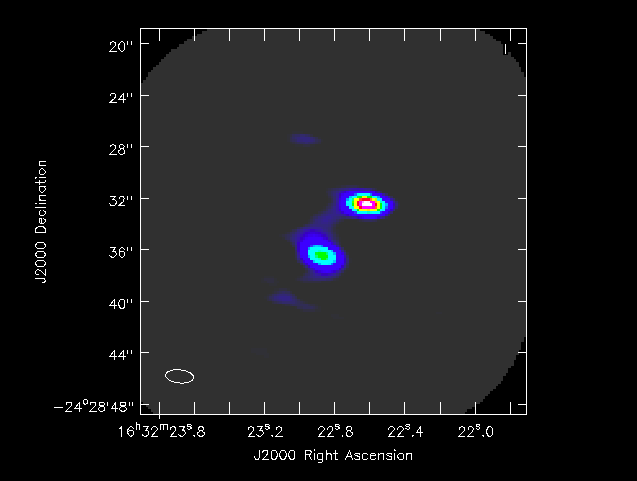 20"
24"
28"
32"
36"
40"
44"
−24°28'48"
16ʰ32ᵐ23ˢ.8 23ˢ.2 22ˢ.8 22ˢ.4 22ˢ.0
J2000 Right Ascension
J2000 Declination
I